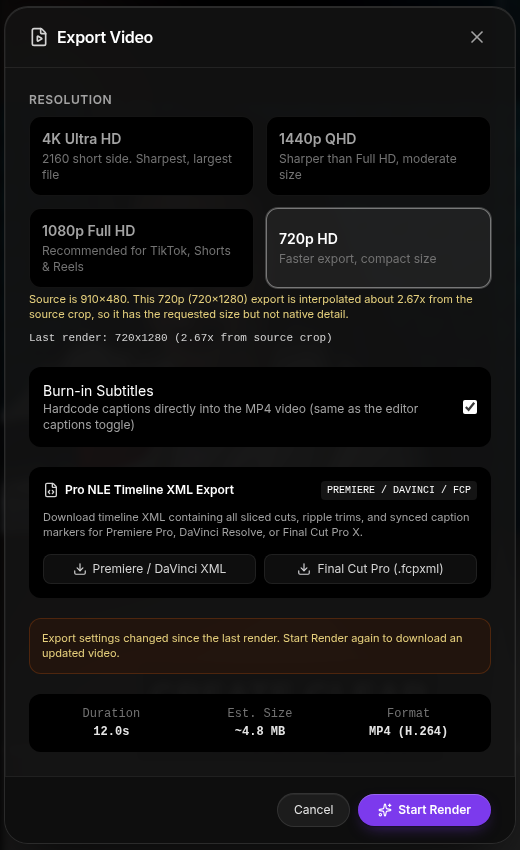 Export Video
RESOLUTION
4K Ultra HD
2160 short side. Sharpest, largest
file
1440p QHD
Sharper than Full HD, moderate
size
1080p Full HD
Recommended for TikTok, Shorts
& Reels
720p HD
Faster export, compact size
Source is 910×480. This 720p (720×1280) export is interpolated about 2.67x from the
source crop, so it has the requested size but not native detail.
Last render: 720x1280 (2.67x from source crop)
Burn-in Subtitles
Hardcode captions directly into the MP4 video (same as the editor
captions toggle)
Pro NLE Timeline XML Export
PREMIERE / DAVINCI / FCP
Download timeline XML containing all sliced cuts, ripple trims, and synced caption
markers for Premiere Pro, DaVinci Resolve, or Final Cut Pro X.
Premiere / DaVinci XML
Final Cut Pro (.fcpxml)
Export settings changed since the last render. Start Render again to download an
updated video.
Duration
12.0s
Est. Size
~4.8 MB
Format
MP4 (H.264)
Cancel
Start Render